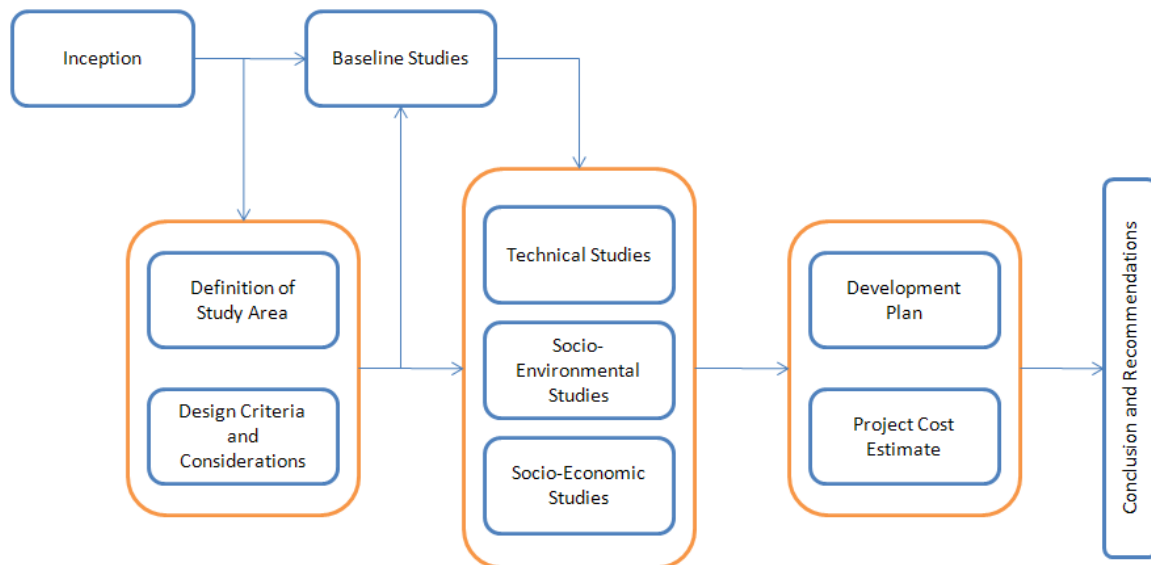 Inception
Baseline Studies
Definition of
Study Area
Design Criteria
and
Considerations
Technical Studies
Socio-
Environmental
Studies
Socio-Economic
Studies
Development
Plan
Project Cost
Estimate
Conclusion and Recommendations